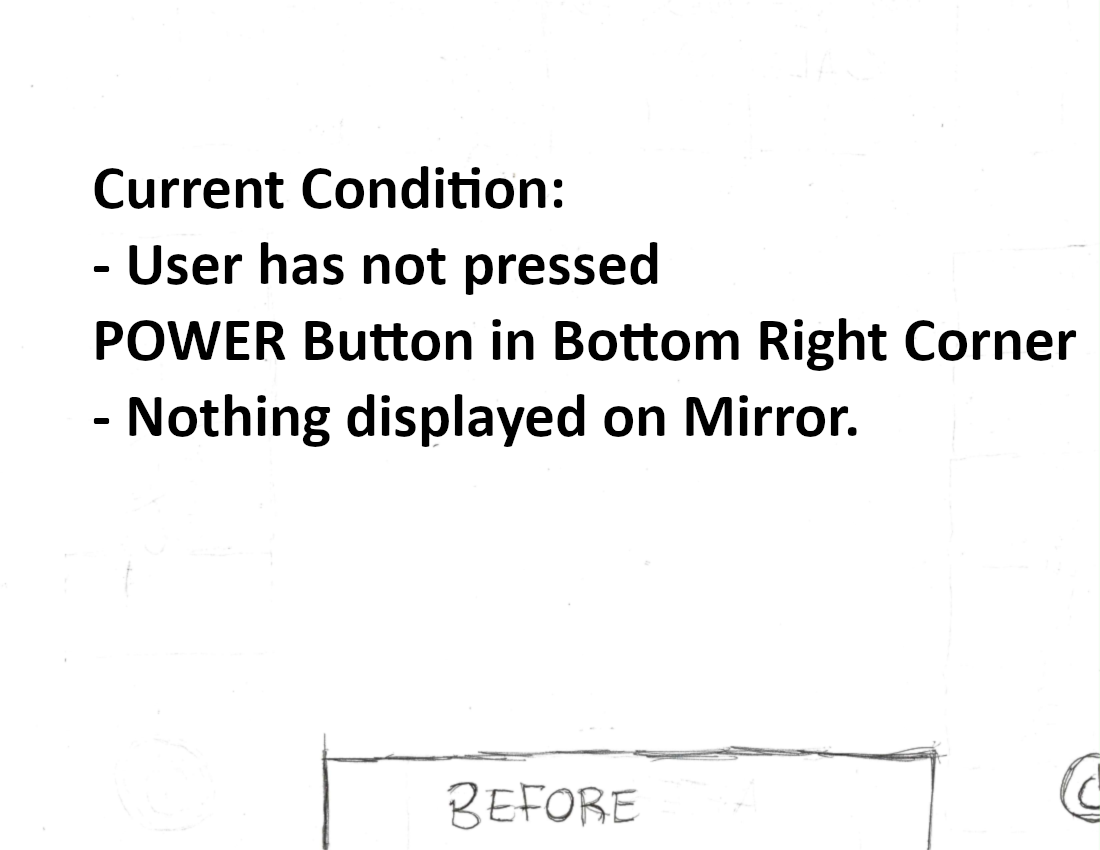 Current Condition:
- User has not pressed
POWER Button in Bottom Right Corner
- Nothing displayed on Mirror.
BEFORE